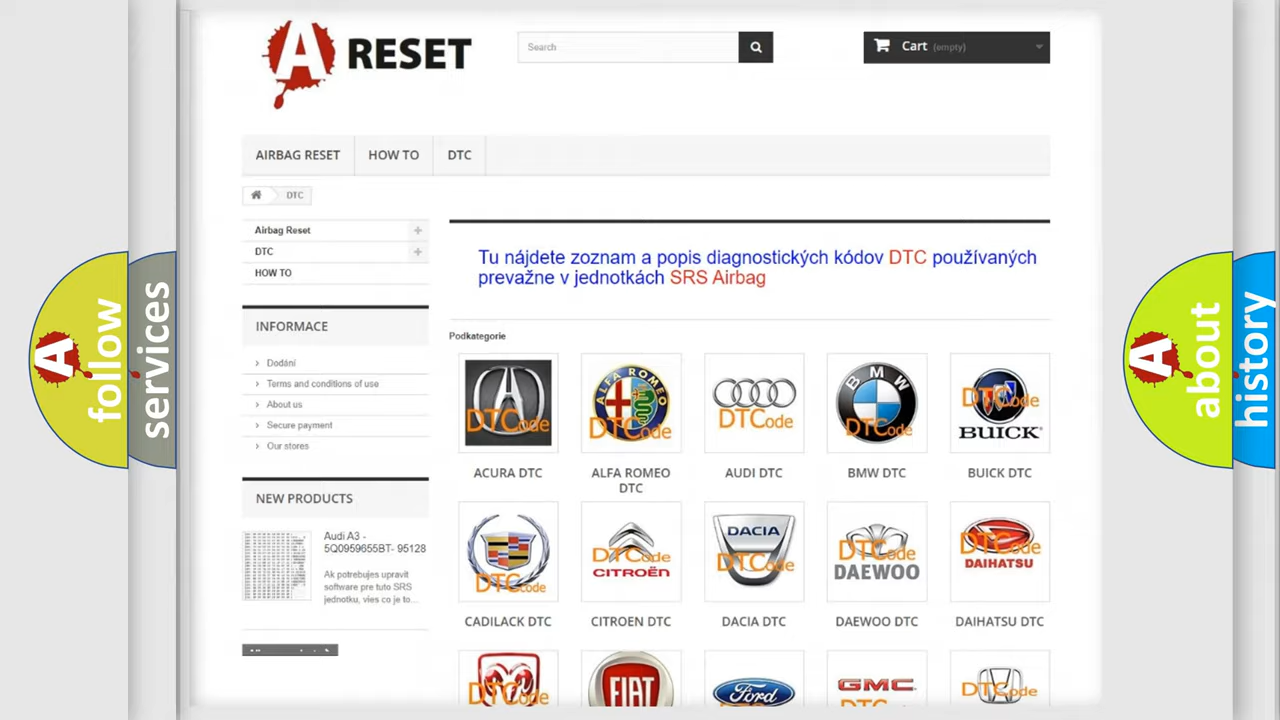 A RESET
Search
Cart (empty)
AIRBAG RESET
HOW TO
DTC
DTC
Airbag Reset
DTC
HOW TO
INFORMACE
Dodání
Terms and conditions of use
About us
Secure payment
Our stores
NEW PRODUCTS
Audi A3 -
5Q0959655BT- 95128
Ak potrebujes upravit
software pre tuto SRS
jednotku, vies co je to...
Tu nájdete zoznam a popis diagnostických kódov DTC používaných
prevažne v jednotkách SRS Airbag
Podkategorie
DTCode
ALFA ROMEO
DTCode
DTCode
BMW
DTCode
DTCode
BUICK
ACURA DTC
ALFA ROMEO
DTC
AUDI DTC
BMW DTC
BUICK DTC
DTCode
DTCode
CITROËN
DACIA
DTCode
DTCode
DAEWOO
DTCode
DAIHATSU
CADILACK DTC
CITROEN DTC
DACIA DTC
DAEWOO DTC
DAIHATSU DTC
DTCode
FIAT
Ford
GMC
DTCode
A follow
services
A about
history